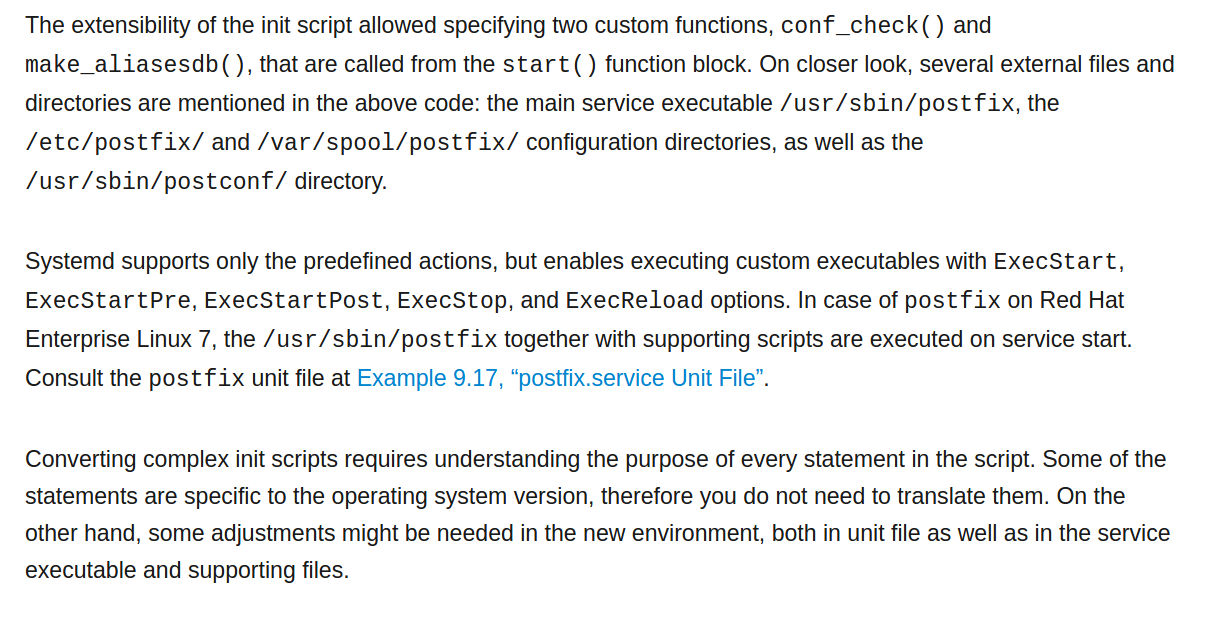 The extensibility of the init script allowed specifying two custom functions, conf_check() and
make_aliasesdb(), that are called from the start() function block. On closer look, several external files and
directories are mentioned in the above code: the main service executable /usr/sbin/postfix, the
/etc/postfix/ and /var/spool/postfix/ configuration directories, as well as the
/usr/sbin/postconf/ directory.
Systemd supports only the predefined actions, but enables executing custom executables with ExecStart,
ExecStartPre, ExecStartPost, ExecStop, and ExecReload options. In case of postfix on Red Hat
Enterprise Linux 7, the /usr/sbin/postfix together with supporting scripts are executed on service start.
Consult the postfix unit file at Example 9.17, “postfix.service Unit File”.
Converting complex init scripts requires understanding the purpose of every statement in the script. Some of the
statements are specific to the operating system version, therefore you do not need to translate them. On the
other hand, some adjustments might be needed in the new environment, both in unit file as well as in the service
executable and supporting files.